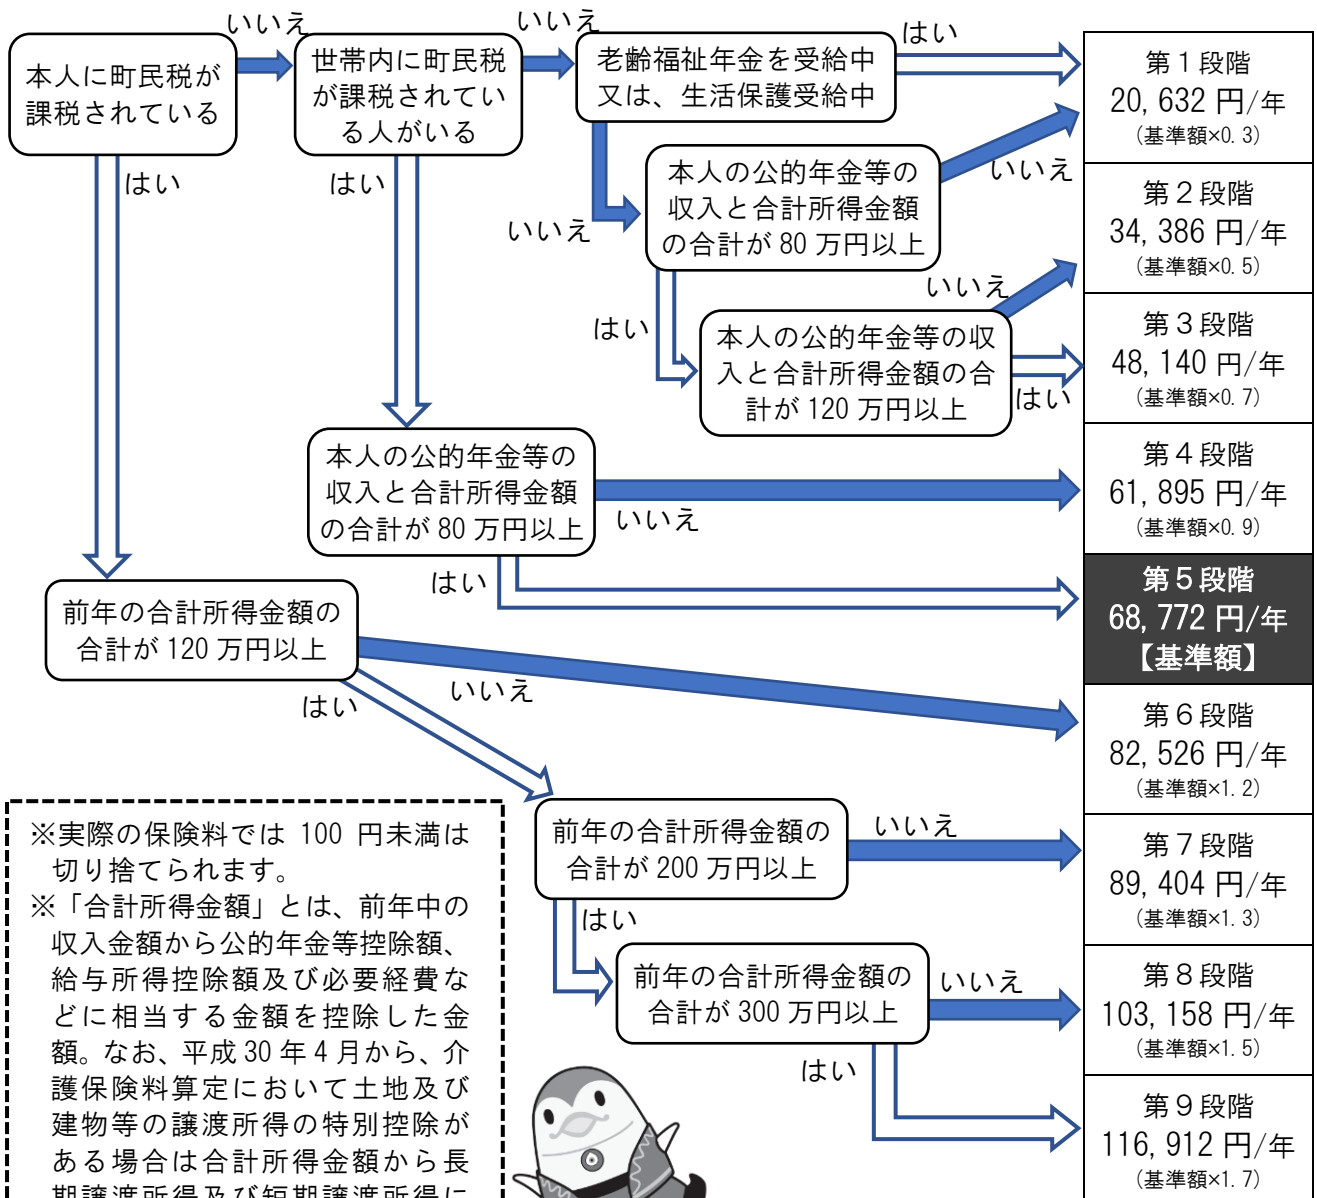 いいえ
いいえ
はい
本人に町民税が
課税されている
世帯内に町民税
が課税されてい
る人がいる
老齢福祉年金を受給中
又は、生活保護受給中
第1段階
20,632 円/年
(基準額×0.3)
はい
はい
いいえ
本人の公的年金等の
収入と合計所得金額
の合計が 80 万円以上
いいえ
第2段階
34,386 円/年
(基準額×0.5)
いいえ
はい
本人の公的年金等の収
入と合計所得金額の合
計が 120 万円以上
はい
第3段階
48,140 円/年
(基準額×0.7)
本人の公的年金等の
収入と合計所得金額
の合計が 80 万円以上
いいえ
第4段階
61,895 円/年
(基準額×0.9)
はい
第5段階
68,772 円/年
【基準額】
前年の合計所得金額の
合計が 120 万円以上
いいえ
はい
第6段階
82,526 円/年
(基準額×1.2)
前年の合計所得金額の
合計が 200 万円以上
いいえ
はい
第7段階
89,404 円/年
(基準額×1.3)
前年の合計所得金額の
合計が 300 万円以上
いいえ
はい
第8段階
103,158 円/年
(基準額×1.5)
第9段階
116,912 円/年
(基準額×1.7)
※実際の保険料では 100 円未満は
切り捨てられます。
※「合計所得金額」とは、前年中の
収入金額から公的年金等控除額、
給与所得控除額及び必要経費な
どに相当する金額を控除した金
額。なお、平成 30 年 4 月から、介
護保険料算定において土地及び
建物等の譲渡所得の特別控除が
ある場合は合計所得金額から長
期譲渡所得及び短期譲渡所得に